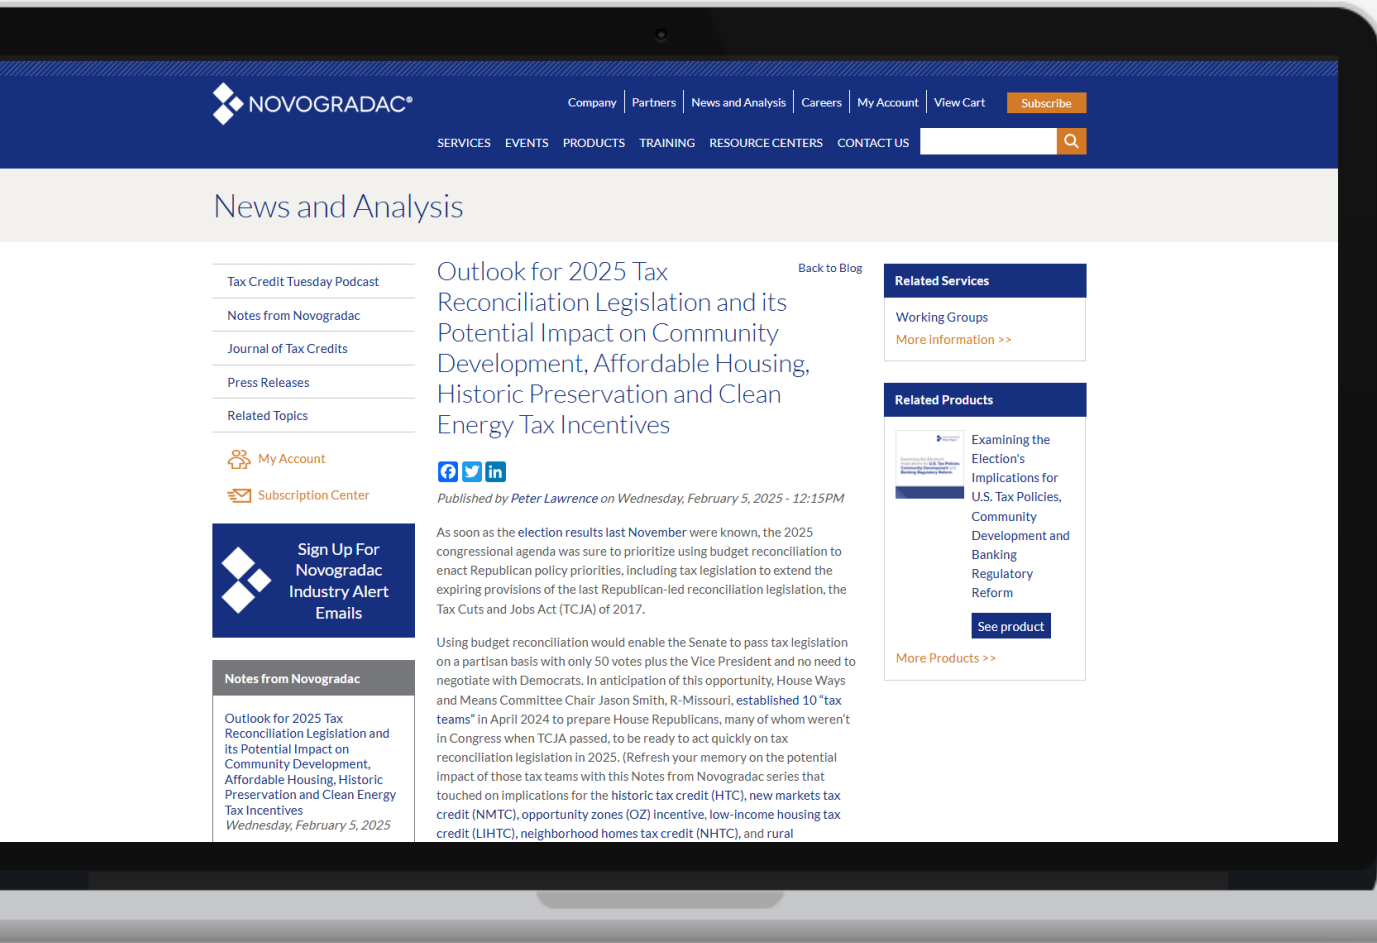 NOVOGRADAC®
Company
Partners
News and Analysis
Careers
My Account
View Cart
Subscribe
SERVICES
EVENTS
PRODUCTS
TRAINING
RESOURCE CENTERS
CONTACT US
News and Analysis
Tax Credit Tuesday Podcast
Notes from Novogradac
Journal of Tax Credits
Press Releases
Related Topics
My Account
Subscription Center
Sign Up For
Novogradac
Industry Alert
Emails
Notes from Novogradac
Outlook for 2025 Tax
Reconciliation Legislation and
its Potential Impact on
Community Development,
Affordable Housing, Historic
Preservation and Clean Energy
Tax Incentives
Wednesday, February 5, 2025
Back to Blog
Outlook for 2025 Tax
Reconciliation Legislation and its
Potential Impact on Community
Development, Affordable Housing,
Historic Preservation and Clean
Energy Tax Incentives
Published by Peter Lawrence on Wednesday, February 5, 2025 - 12:15PM
As soon as the election results last November were known, the 2025
congressional agenda was sure to prioritize using budget reconciliation to
enact Republican policy priorities, including tax legislation to extend the
expiring provisions of the last Republican-led reconciliation legislation, the
Tax Cuts and Jobs Act (TCJA) of 2017.
Using budget reconciliation would enable the Senate to pass tax legislation
on a partisan basis with only 50 votes plus the Vice President and no need to
negotiate with Democrats. In anticipation of this opportunity, House Ways
and Means Committee Chair Jason Smith, R-Missouri, established 10 “tax
teams” in April 2024 to prepare House Republicans, many of whom weren’t
in Congress when TCJA passed, to be ready to act quickly on tax
reconciliation legislation in 2025. (Refresh your memory on the potential
impact of those tax teams with this Notes from Novogradac series that
touched on implications for the historic tax credit (HTC), new markets tax
credit (NMTC), opportunity zones (OZ) incentive, low-income housing tax
credit (LIHTC), neighborhood homes tax credit (NHTC), and rural
Related Services
Working Groups
More information >>
Related Products
Examining the
Election's
Implications for
U.S. Tax Policies,
Community
Development and
Banking
Regulatory
Reform
See product
More Products >>